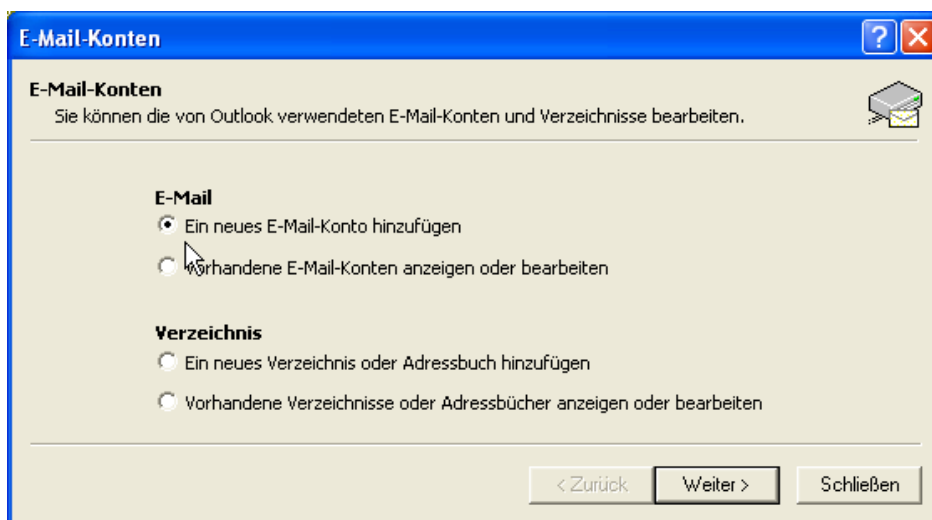 E-Mail-Konten
?
E-Mail-Konten
Sie können die von Outlook verwendeten E-Mail-Konten und Verzeichnisse bearbeiten.
E-Mail
Ein neues E-Mail-Konto hinzufügen
Vorhandene E-Mail-Konten anzeigen oder bearbeiten
Verzeichnis
Ein neues Verzeichnis oder Adressbuch hinzufügen
Vorhandene Verzeichnisse oder Adressbücher anzeigen oder bearbeiten
< Zurück Weiter > Schließen